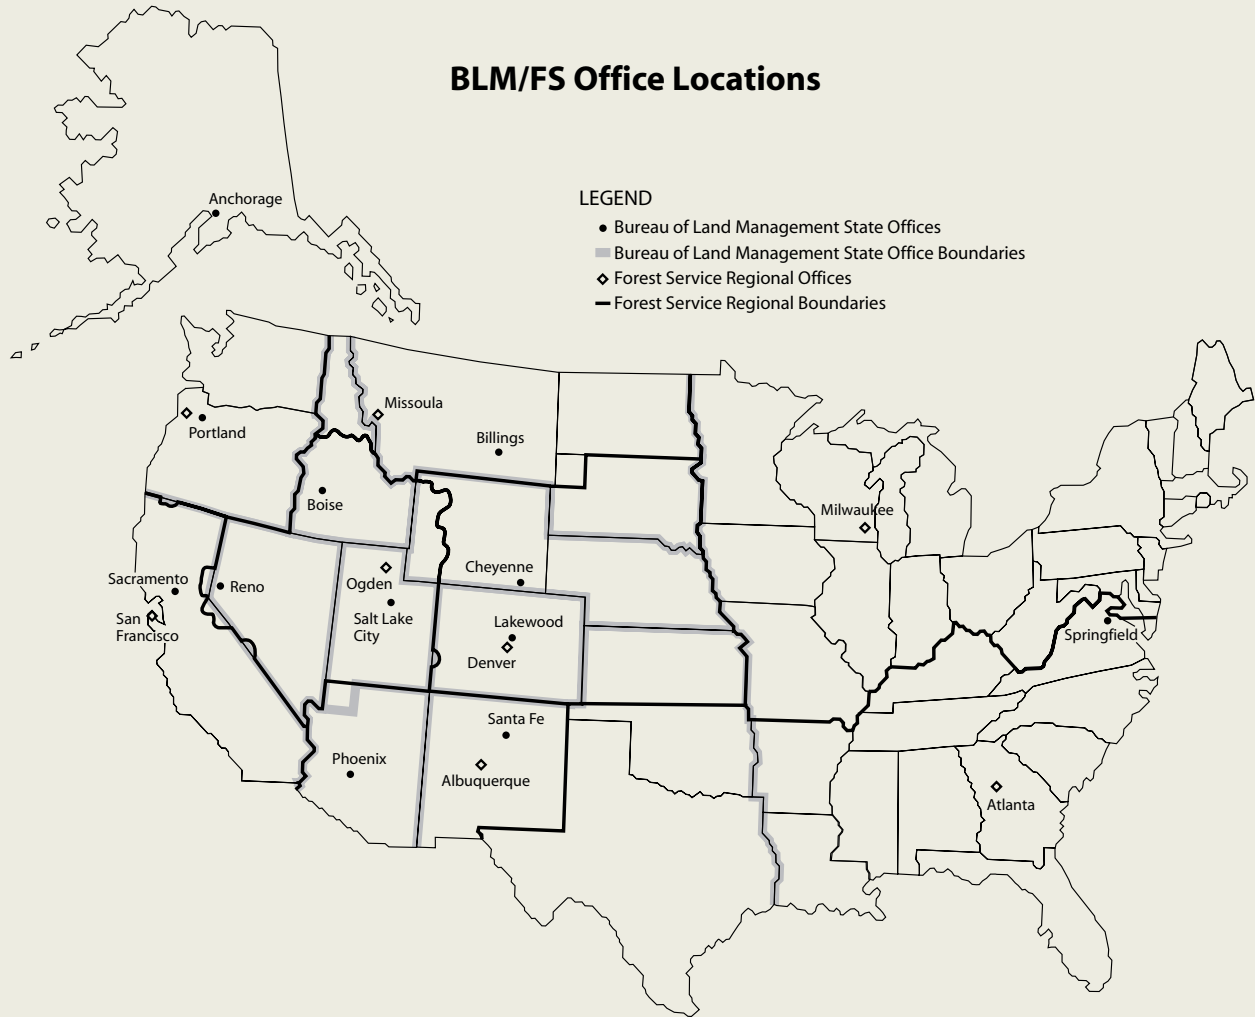 BLM/FS Office Locations
Anchorage
LEGEND
Bureau of Land Management State Offices
Bureau of Land Management State Office Boundaries
Forest Service Regional Offices
Forest Service Regional Boundaries
Missoula
Portland
Billings
Boise
Milwaukee
Cheyenne
Sacramento
Reno
Ogden
San
Francisco
Salt Lake
City
Lakewood
Denver
Springfield
Santa Fe
Phoenix
Albuquerque
Atlanta